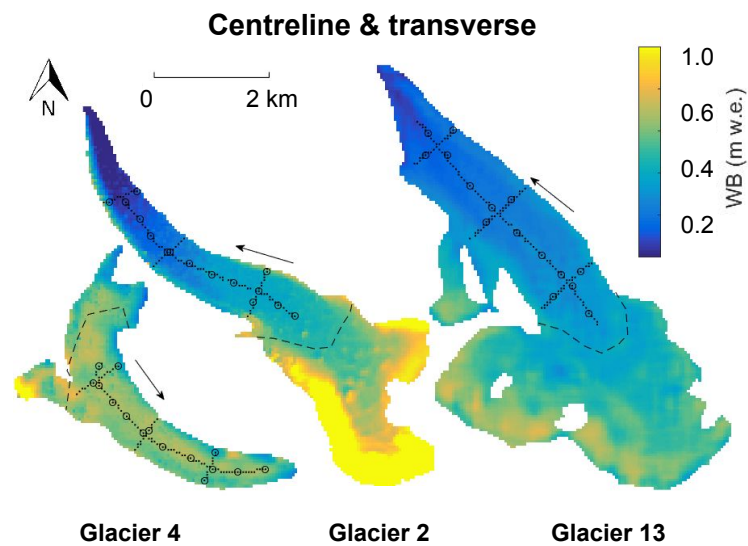 Centreline & transverse
N
0 2 km
1.0
0.6
0.4
0.2
WB (m w.e.)
Glacier 4 Glacier 2 Glacier 13